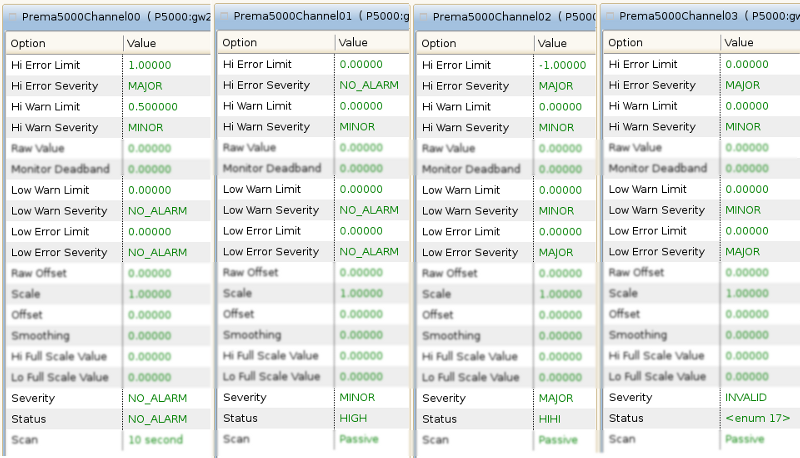 Prema5000Channel00 ( P5000:gw2
Option Value
Hi Error Limit 1.00000
Hi Error Severity MAJOR
Hi Warn Limit 0.500000
Hi Warn Severity MINOR
Raw Value 0.00000
Monitor Deadband 0.00000
Low Warn Limit 0.00000
Low Warn Severity NO_ALARM
Low Error Limit 0.00000
Low Error Severity NO_ALARM
Raw Offset 0.00000
Scale 1.00000
Offset 0.00000
Smoothing 0.00000
Hi Full Scale Value 0.00000
Lo Full Scale Value 0.00000
Severity NO_ALARM
Status NO_ALARM
Scan 10 second
Prema5000Channel01 ( P5000:g
Option Value
Hi Error Limit 0.00000
Hi Error Severity NO_ALARM
Hi Warn Limit 0.00000
Hi Warn Severity MINOR
Raw Value 0.00000
Monitor Deadband 0.00000
Low Warn Limit 0.00000
Low Warn Severity NO_ALARM
Low Error Limit 0.00000
Low Error Severity NO_ALARM
Raw Offset 0.00000
Scale 1.00000
Offset 0.00000
Smoothing 0.00000
Hi Full Scale Value 0.00000
Lo Full Scale Value 0.00000
Severity MINOR
Status HIGH
Scan Passive
Prema5000Channel02 ( P500
Option Value
Hi Error Limit -1.00000
Hi Error Severity MAJOR
Hi Warn Limit 0.00000
Hi Warn Severity MINOR
Raw Value 0.00000
Monitor Deadband 0.00000
Low Warn Limit 0.00000
Low Warn Severity MINOR
Low Error Limit 0.00000
Low Error Severity MAJOR
Raw Offset 0.00000
Scale 1.00000
Offset 0.00000
Smoothing 0.00000
Hi Full Scale Value 0.00000
Lo Full Scale Value 0.00000
Severity MAJOR
Status HIHI
Scan Passive
Prema5000Channel03 ( P5000:gw
Option Value
Hi Error Limit 0.00000
Hi Error Severity MAJOR
Hi Warn Limit 0.00000
Hi Warn Severity MINOR
Raw Value 0.00000
Monitor Deadband 0.00000
Low Warn Limit 0.00000
Low Warn Severity MINOR
Low Error Limit 0.00000
Low Error Severity MAJOR
Raw Offset 0.00000
Scale 1.00000
Offset 0.00000
Smoothing 0.00000
Hi Full Scale Value 0.00000
Lo Full Scale Value 0.00000
Severity INVALID
Status <enum 17>
Scan Passive